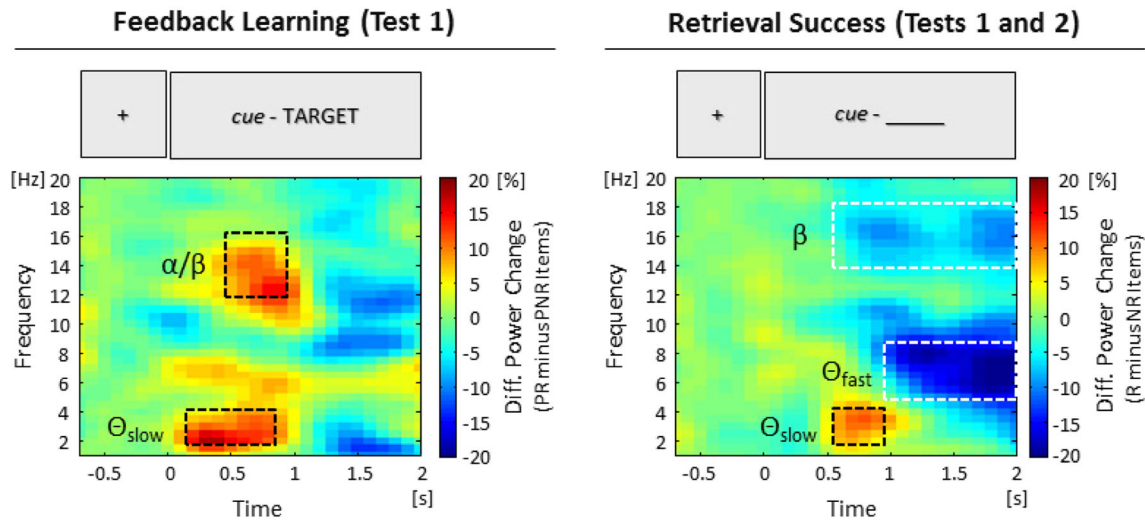 Feedback Learning (Test 1)
+
cue - TARGET
[Hz]
20
18
16
14
12
10
8
6
4
2
Frequency
α/β
Θslow
-0.5
0
0.5
1
1.5
2
[s]
Time
20
15
10
5
0
-5
-10
-15
-20
[%]
Diff. Power Change
(PR minus PNR Items)
Retrieval Success (Tests 1 and 2)
+
cue - _____
[Hz]
20
18
16
14
12
10
8
6
4
2
Frequency
β
Θfast
Θslow
-0.5
0
0.5
1
1.5
2
[s]
Time
20
15
10
5
0
-5
-10
-15
-20
[%]
Diff. Power Change
(R minus NR Items)